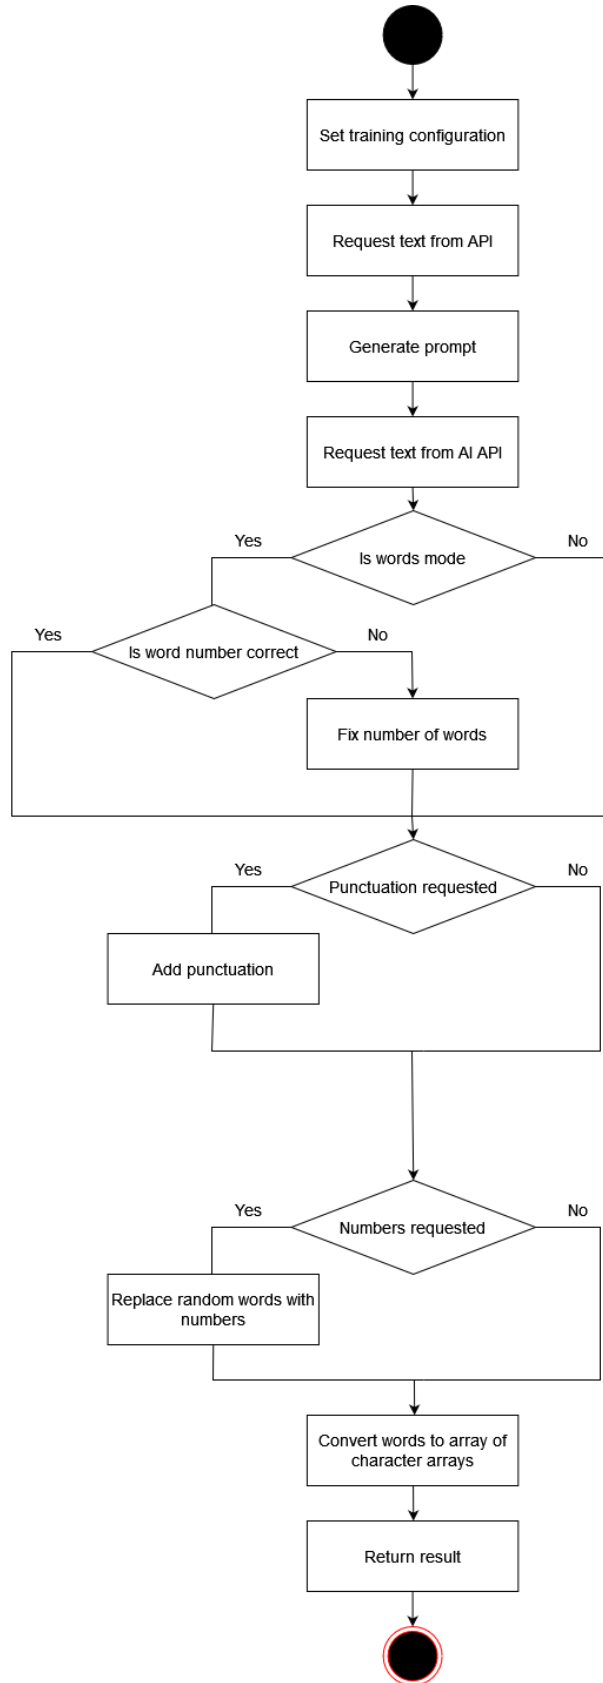 Set training configuration
Request text from API
Generate prompt
Request text from AI API
Yes
No
Is words mode
Yes
No
Is word number correct
Fix number of words
Yes
No
Punctuation requested
Add punctuation
Yes
No
Numbers requested
Replace random words with
numbers
Convert words to array of
character arrays
Return result